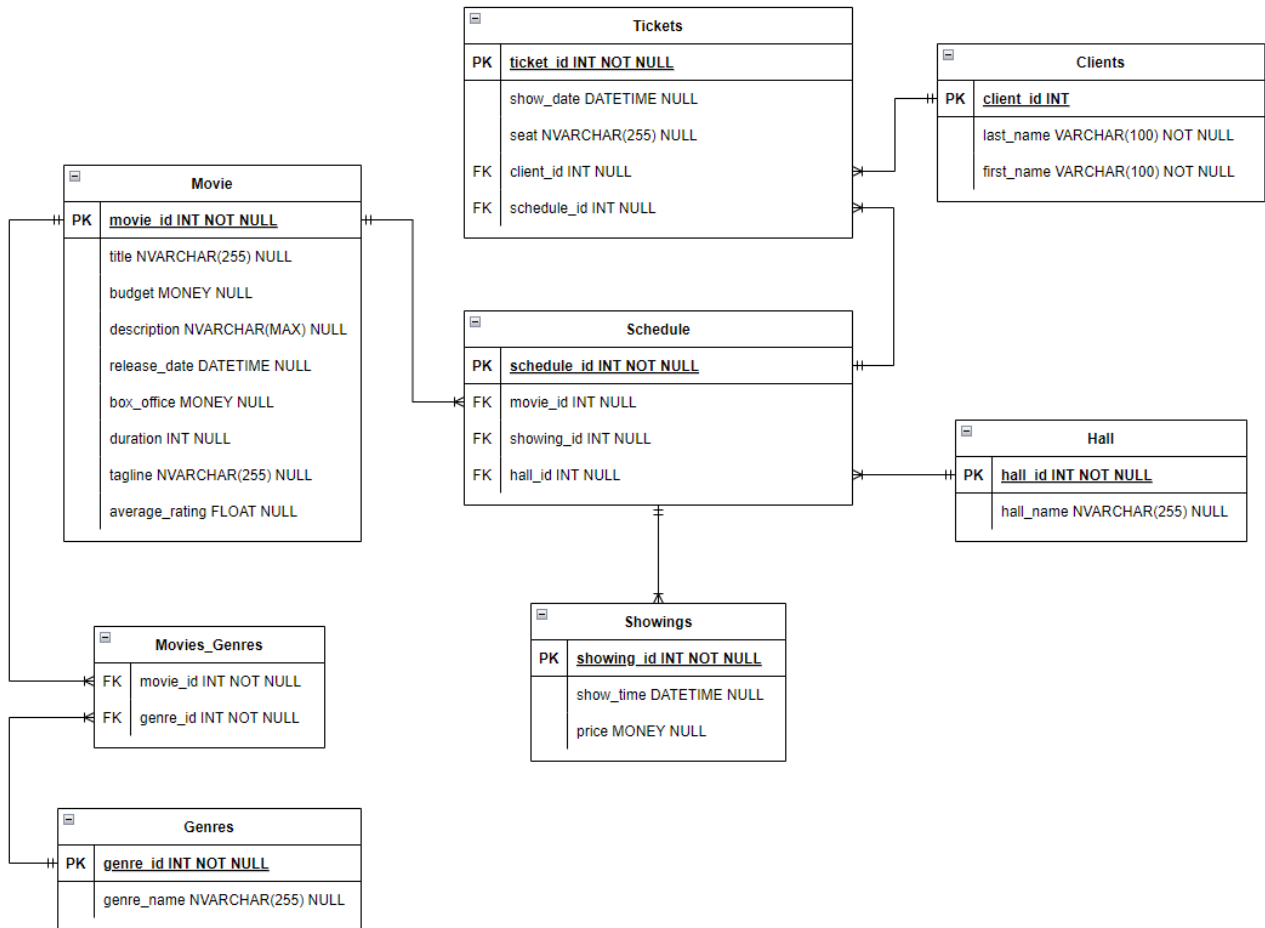 Tickets
PK ticket_id INT NOT NULL
show_date DATETIME NULL
seat NVARCHAR(255) NULL
FK client_id INT NULL
FK schedule_id INT NULL
Clients
PK client_id INT
last_name VARCHAR(100) NOT NULL
first_name VARCHAR(100) NOT NULL
Movie
PK movie_id INT NOT NULL
title NVARCHAR(255) NULL
budget MONEY NULL
description NVARCHAR(MAX) NULL
release_date DATETIME NULL
box_office MONEY NULL
duration INT NULL
tagline NVARCHAR(255) NULL
average_rating FLOAT NULL
Schedule
PK schedule_id INT NOT NULL
FK movie_id INT NULL
FK showing_id INT NULL
FK hall_id INT NULL
Hall
PK hall_id INT NOT NULL
hall_name NVARCHAR(255) NULL
Showings
PK showing_id INT NOT NULL
show_time DATETIME NULL
price MONEY NULL
Movies_Genres
FK movie_id INT NOT NULL
FK genre_id INT NOT NULL
Genres
PK genre_id INT NOT NULL
genre_name NVARCHAR(255) NULL